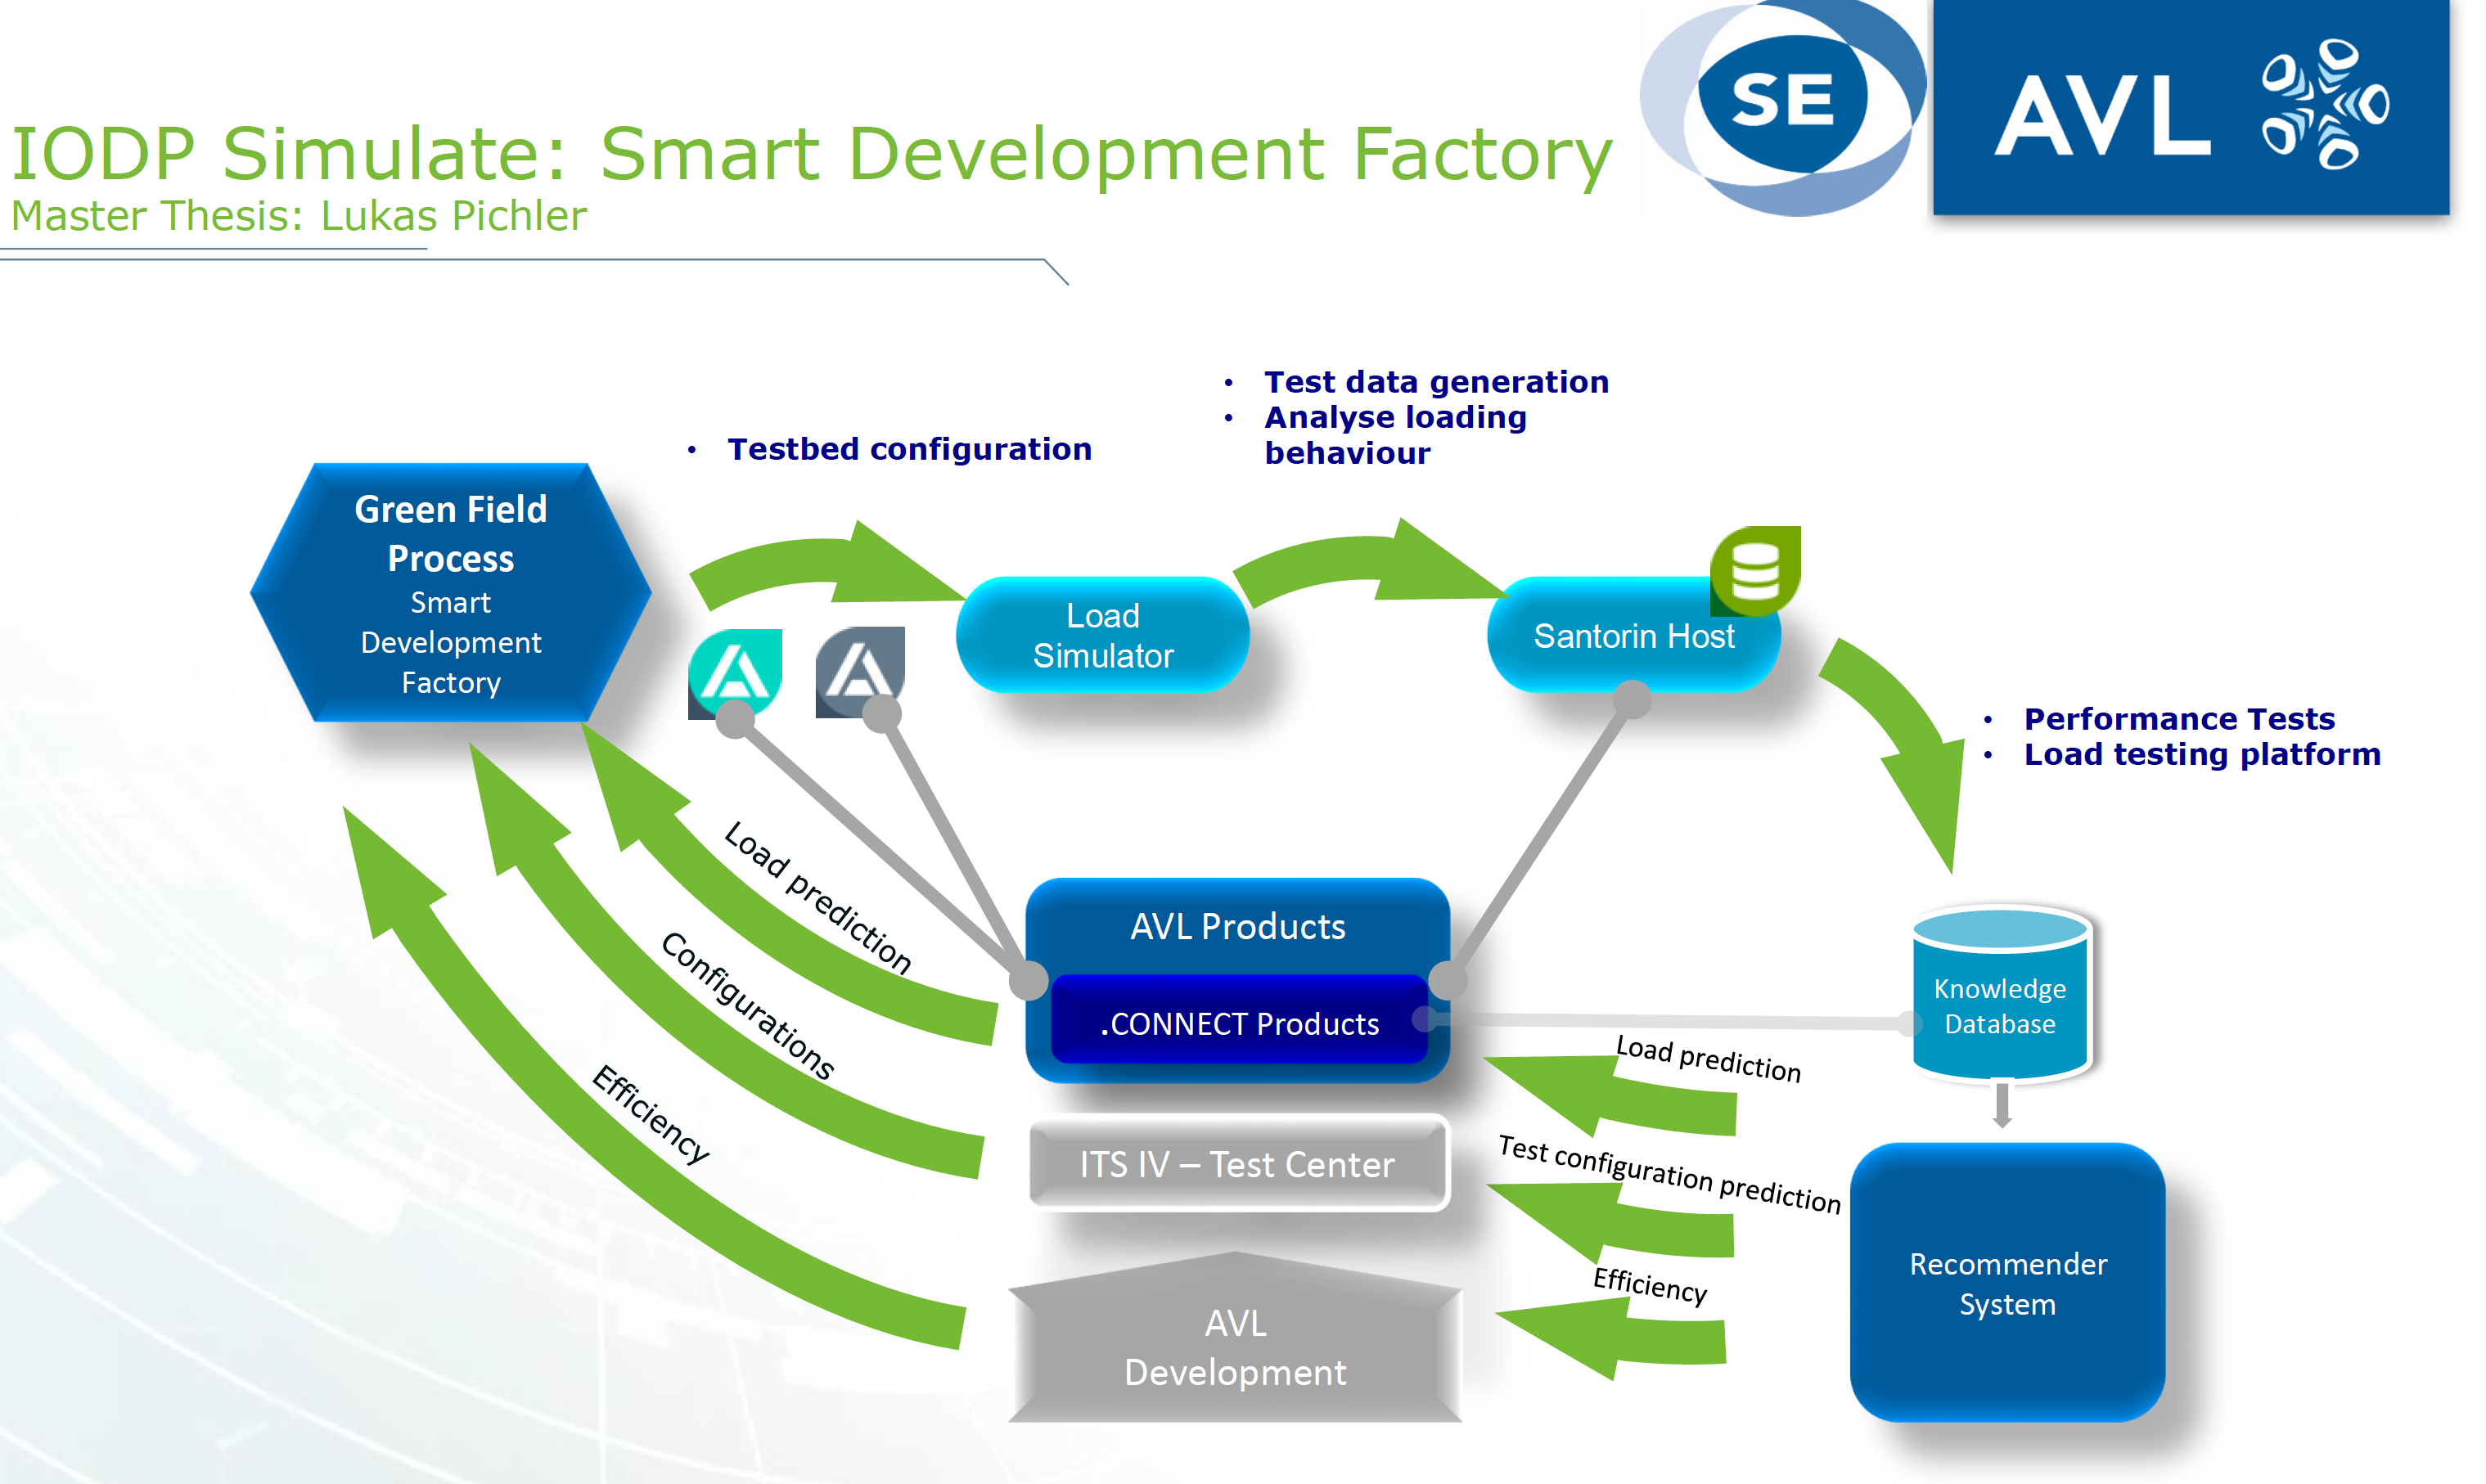 SE
AVL
IODP Simulate: Smart Development Factory
Master Thesis: Lukas Pichler
• Test data generation
• Analyse loading
behaviour
• Testbed configuration
Green Field
Process
Smart
Development
Factory
Load
Simulator
Santorin Host
• Performance Tests
• Load testing platform
Load prediction
Configurations
Efficiency
AVL Products
.CONNECT Products
Knowledge
Database
Load prediction
Test configuration prediction
Efficiency
ITS IV – Test Center
AVL
Development
Recommender
System